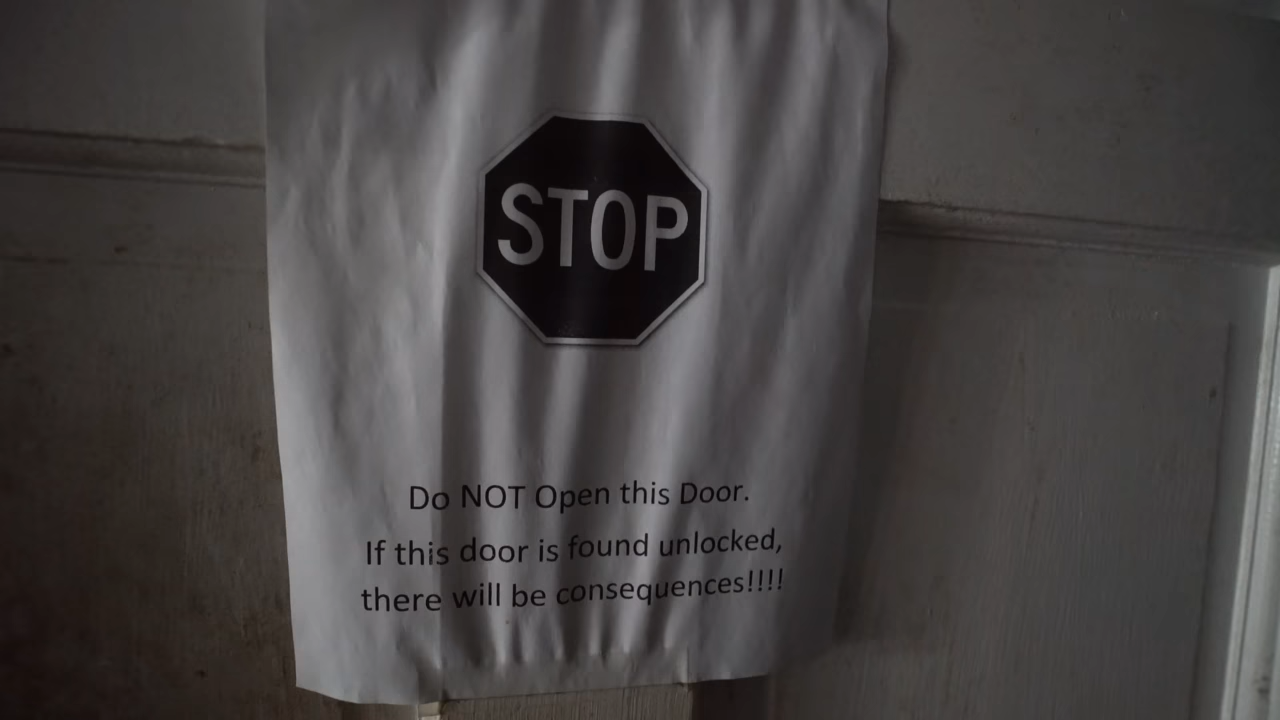 STOP
Do NOT Open this Door.
If this door is found unlocked,
there will be consequences!!!!